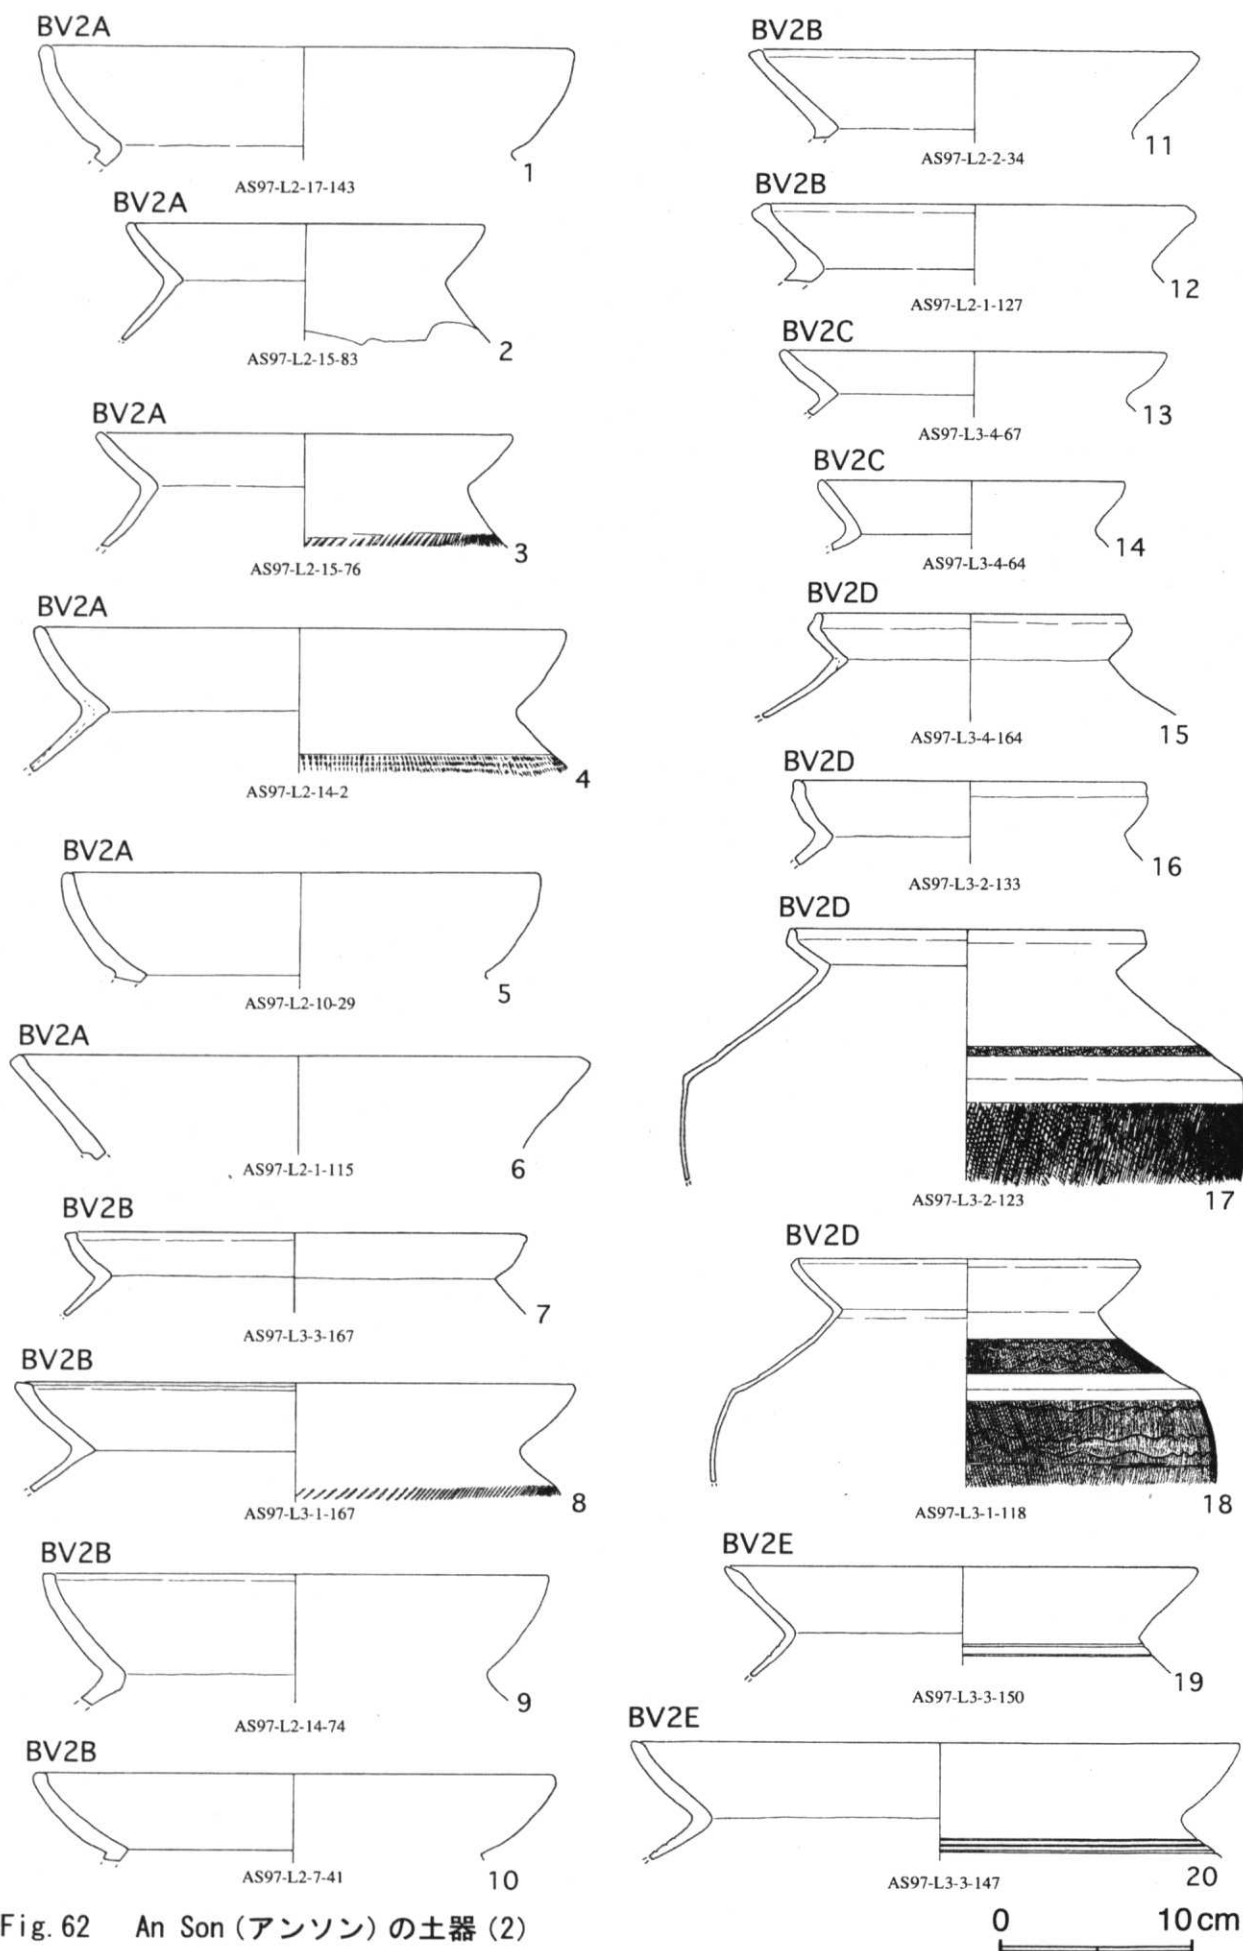 BV2A
AS97-L2-17-143
1
BV2A
AS97-L2-15-83
2
BV2A
AS97-L2-15-76
3
BV2A
AS97-L2-14-2
4
BV2A
AS97-L2-10-29
5
BV2A
AS97-L2-1-115
6
BV2B
AS97-L3-3-167
7
BV2B
AS97-L3-1-167
8
BV2B
AS97-L2-14-74
9
BV2B
AS97-L2-7-41
10
BV2B
AS97-L2-2-34
11
BV2B
AS97-L2-1-127
12
BV2C
AS97-L3-4-67
13
BV2C
AS97-L3-4-64
14
BV2D
AS97-L3-4-164
15
BV2D
AS97-L3-2-133
16
BV2D
AS97-L3-2-123
17
BV2D
AS97-L3-1-118
18
BV2E
AS97-L3-3-150
19
BV2E
AS97-L3-3-147
20
Fig. 62 An Son (アンソン) の土器 (2)
0 10cm